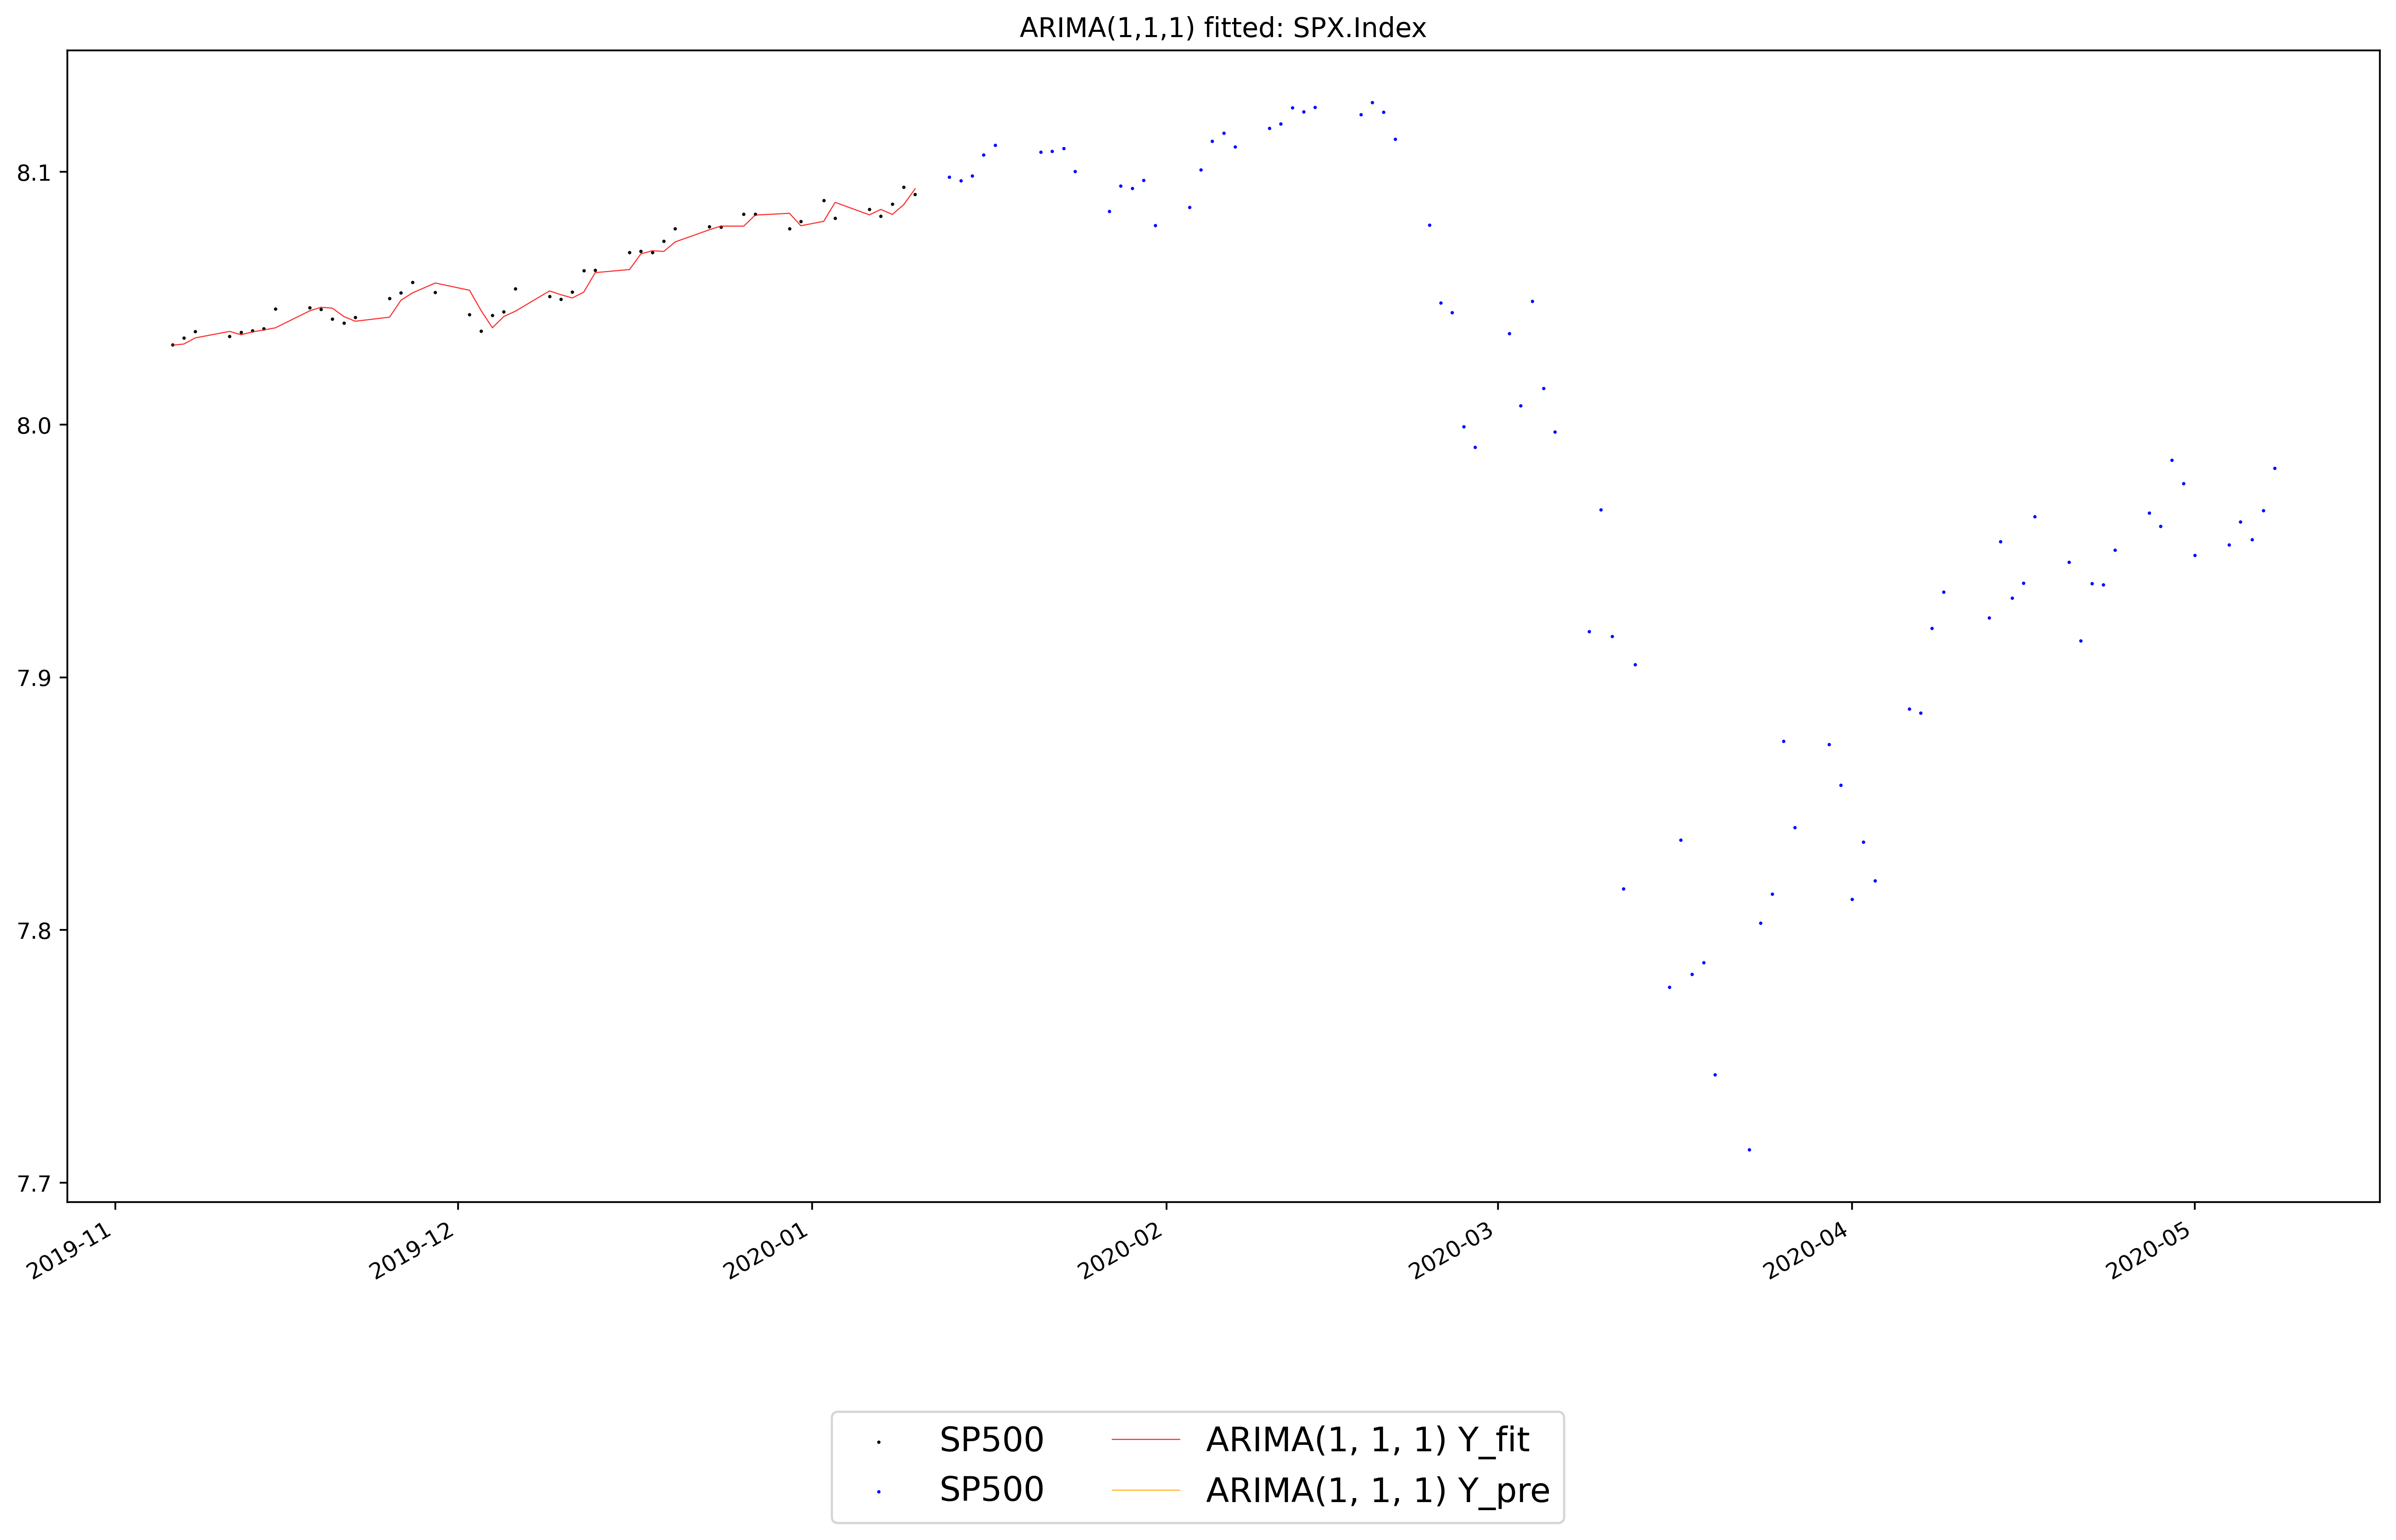 ARIMA(1,1,1) fitted: SPX.Index
8.1
8.0
7.9
7.8
7.7
2019-11
2019-12
2020-01
2020-02
2020-03
2020-04
2020-05
SP500
SP500
ARIMA(1, 1, 1) Y_fit
ARIMA(1, 1, 1) Y_pre